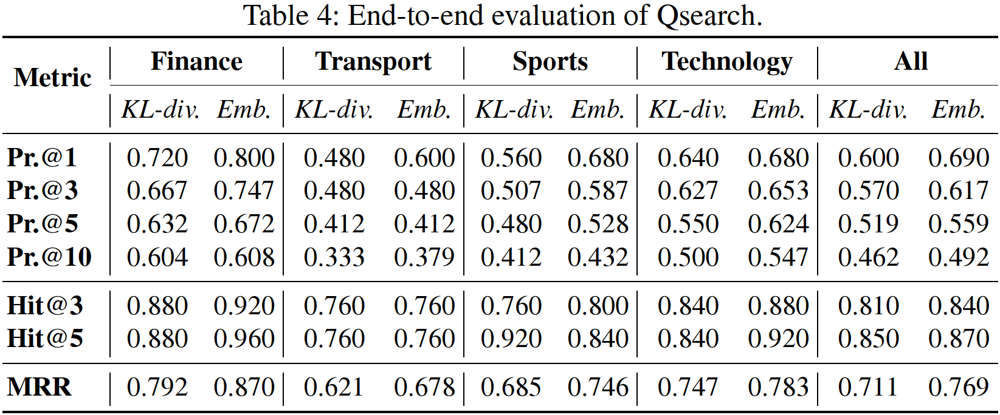 Table 4: End-to-end evaluation of Qsearch.
Metric Finance Transport Sports Technology All
KL-div. Emb. KL-div. Emb. KL-div. Emb. KL-div. Emb. KL-div. Emb.
Pr.@1 0.720 0.800 0.480 0.600 0.560 0.680 0.640 0.680 0.600 0.690
Pr.@3 0.667 0.747 0.480 0.480 0.507 0.587 0.627 0.653 0.570 0.617
Pr.@5 0.632 0.672 0.412 0.412 0.480 0.528 0.550 0.624 0.519 0.559
Pr.@10 0.604 0.608 0.333 0.379 0.412 0.432 0.500 0.547 0.462 0.492
Hit@3 0.880 0.920 0.760 0.760 0.760 0.800 0.840 0.880 0.810 0.840
Hit@5 0.880 0.960 0.760 0.760 0.920 0.840 0.840 0.920 0.850 0.870
MRR 0.792 0.870 0.621 0.678 0.685 0.746 0.747 0.783 0.711 0.769